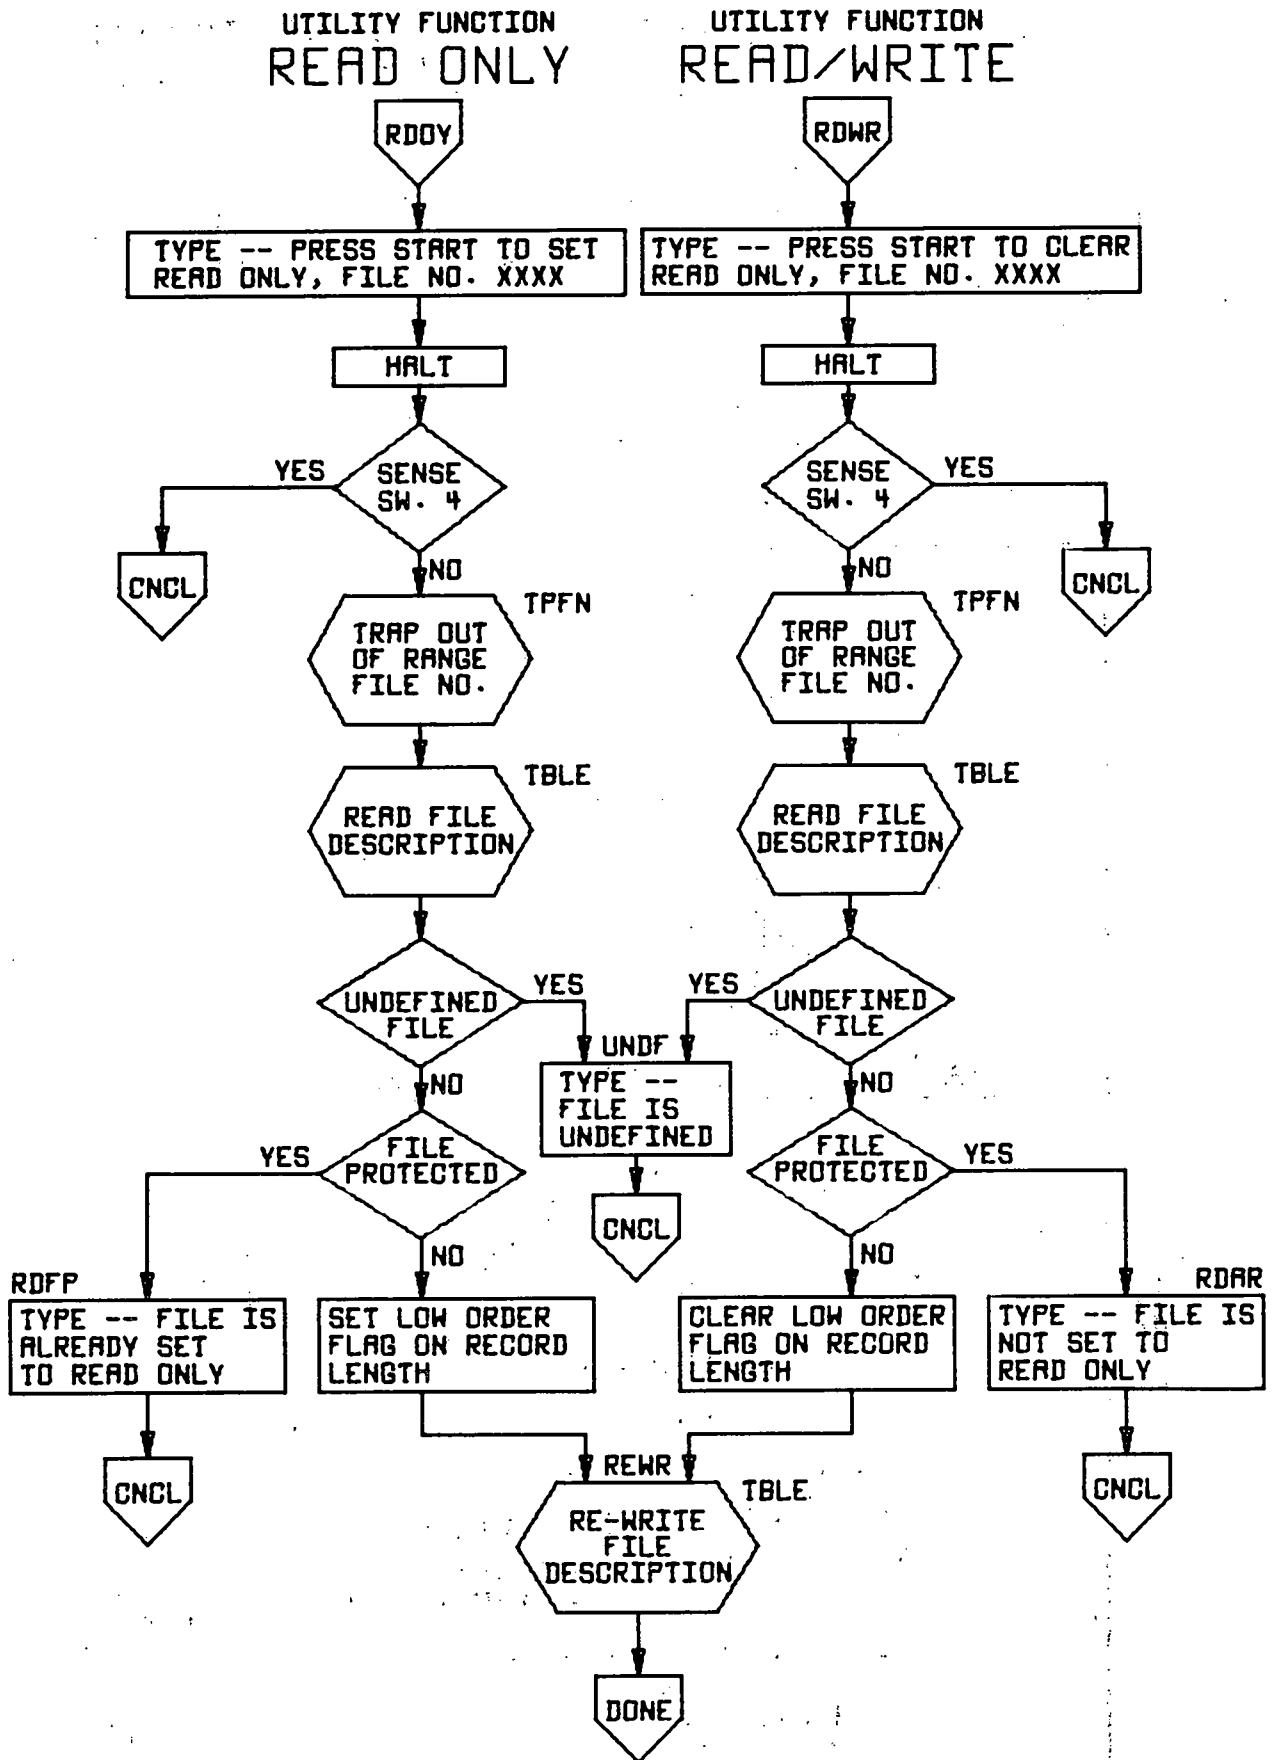 UTILITY FUNCTION
READ ONLY
UTILITY FUNCTION
READ/WRITE
RDOY
RDWR
TYPE -- PRESS START TO SET
READ ONLY, FILE NO. XXXX
TYPE -- PRESS START TO CLEAR
READ ONLY, FILE NO. XXXX
HALT
HALT
SENSE
SW. 4
YES
NO
SENSE
SW. 4
YES
NO
CNCL
CNCL
TPFN
TRAP OUT
OF RANGE
FILE NO.
TPFN
TRAP OUT
OF RANGE
FILE NO.
TBLE
READ FILE
DESCRIPTION
TBLE
READ FILE
DESCRIPTION
UNDEFINED
FILE
YES
NO
YES
UNDEFINED
FILE
NO
UNDF
TYPE --
FILE IS
UNDEFINED
CNCL
YES
FILE
PROTECTED
NO
FILE
PROTECTED
YES
NO
RDFP
TYPE -- FILE IS
ALREADY SET
TO READ ONLY
SET LOW ORDER
FLAG ON RECORD
LENGTH
CLEAR LOW ORDER
FLAG ON RECORD
LENGTH
RDAR
TYPE -- FILE IS
NOT SET TO
READ ONLY
CNCL
CNCL
REWR
TBLE
RE-WRITE
FILE
DESCRIPTION
DONE